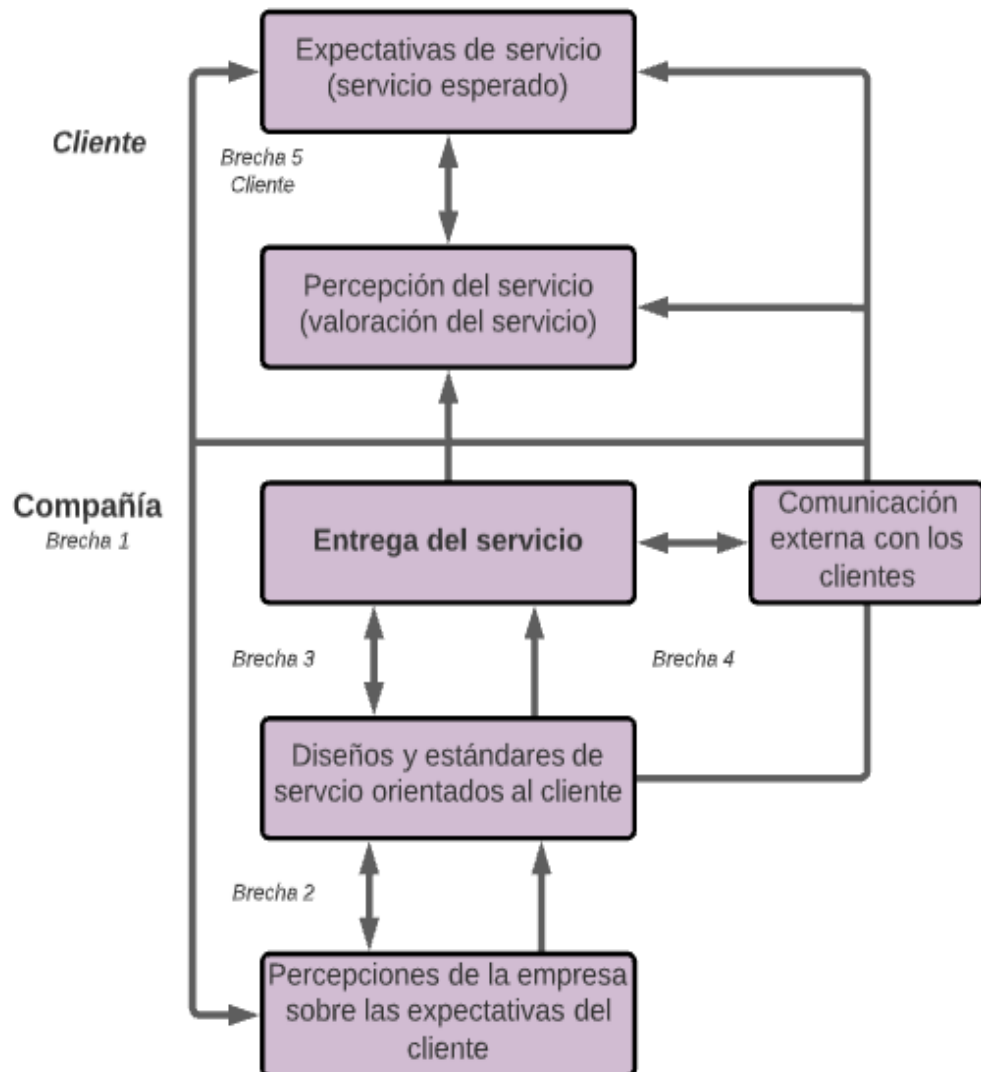 Expectativas de servicio
(servicio esperado)
Cliente
Brecha 5
Cliente
Percepción del servicio
(valoración del servicio)
Compañía
Brecha 1
Entrega del servicio
Comunicación
externa con los
clientes
Brecha 3
Brecha 4
Diseños y estándares de
servcio orientados al cliente
Brecha 2
Percepciones de la empresa
sobre las expectativas del
cliente